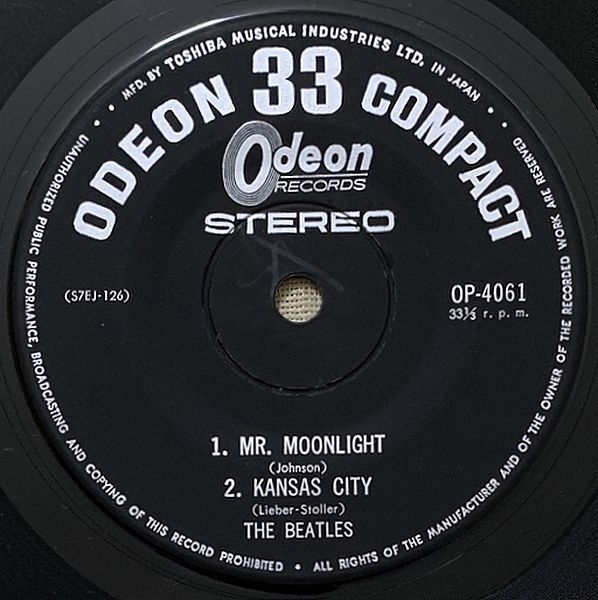 MFD. BY TOSHIBA MUSICAL INDUSTRIES LTD. IN JAPAN
ODEON 33 COMPACT
Odeon
RECORDS
STEREO
(S7EJ-126)
OP-4061
33⅓ r. p. m.
1. MR. MOONLIGHT
(Johnson)
2. KANSAS CITY
(Lieber-Stoller)
THE BEATLES
UNAUTHORIZED PUBLIC PERFORMANCE, BROADCASTING AND COPYING OF THIS RECORD PROHIBITED • ALL RIGHTS OF THE MANUFACTURER AND OF THE OWNER OF THE RECORDED WORK ARE RESERVED